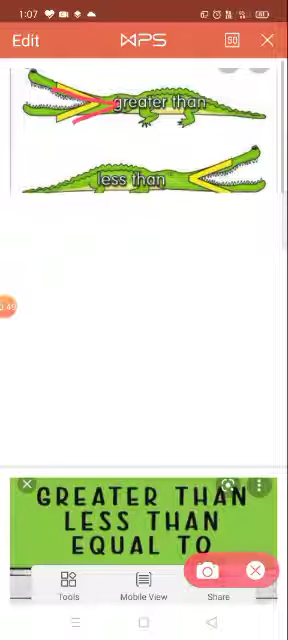 1:07
Edit
WPS
greater than
less than
GREATER THAN
LESS THAN
EQUAL TO
Tools
Mobile View
Share